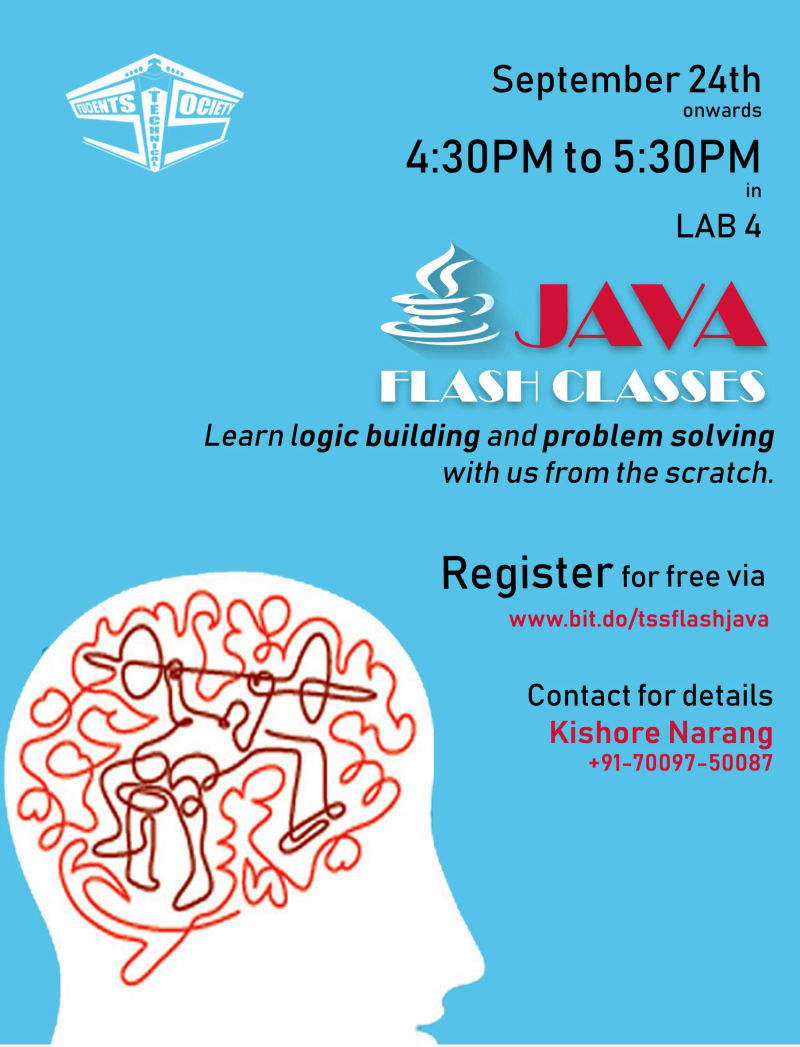 STUDENTS TECHNICAL SOCIETY
September 24th
onwards
4:30PM to 5:30PM
in
LAB 4
JAVA
FLASH CLASSES
Learn logic building and problem solving
with us from the scratch.
Register for free via
www.bit.do/tssflashjava
Contact for details
Kishore Narang
+91-70097-50087